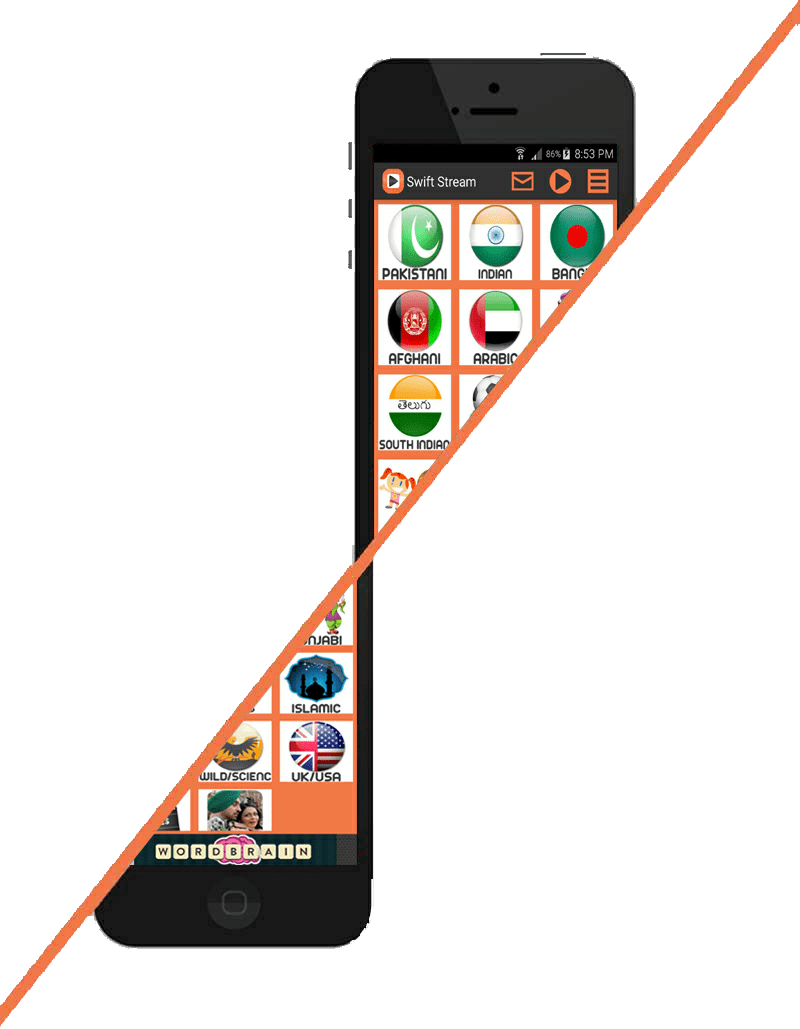 86% 8:53 PM
Swift Stream
PAKISTANI INDIAN BANG
AFGHANI ARABIC
తెలుగు
SOUTH INDIAN
NJABI
S ISLAMIC
WILD/SCIENC UK/USA
WORDBRAIN